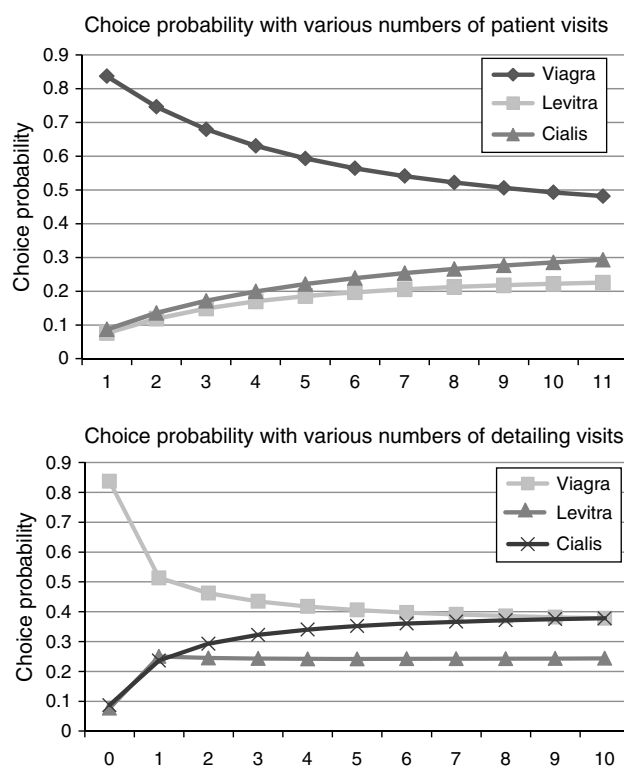 Choice probability with various numbers of patient visits
0.9
0.8
0.7
0.6
0.5
0.4
0.3
0.2
0.1
0
Choice probability
Viagra
Levitra
Cialis
1 2 3 4 5 6 7 8 9 10 11
Choice probability with various numbers of detailing visits
0.9
0.8
0.7
0.6
0.5
0.4
0.3
0.2
0.1
0
Choice probability
Viagra
Levitra
Cialis
0 1 2 3 4 5 6 7 8 9 10